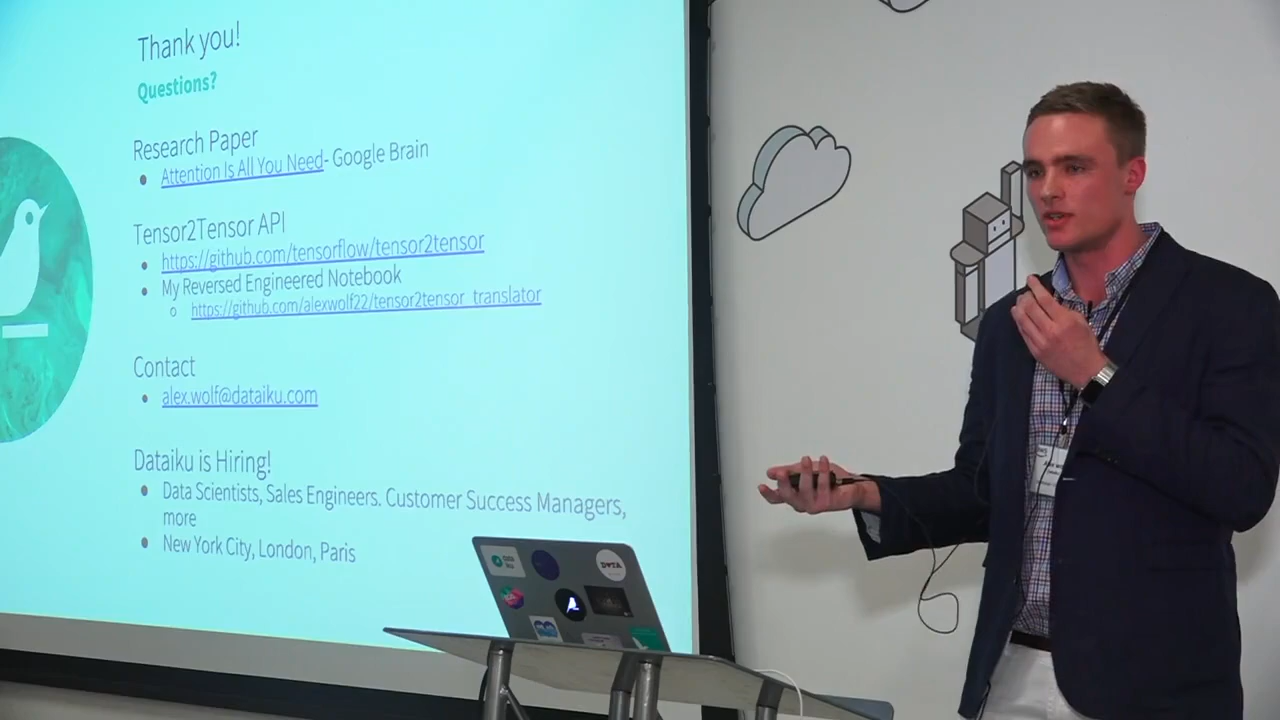 Thank you!
Questions?
Research Paper
Attention Is All You Need- Google Brain
Tensor2Tensor API
https://github.com/tensorflow/tensor2tensor
My Reversed Engineered Notebook
https://github.com/alexwolf22/tensor2tensor_translator
Contact
alex.wolf@dataiku.com
Dataiku is Hiring!
Data Scientists, Sales Engineers. Customer Success Managers,
more
New York City, London, Paris